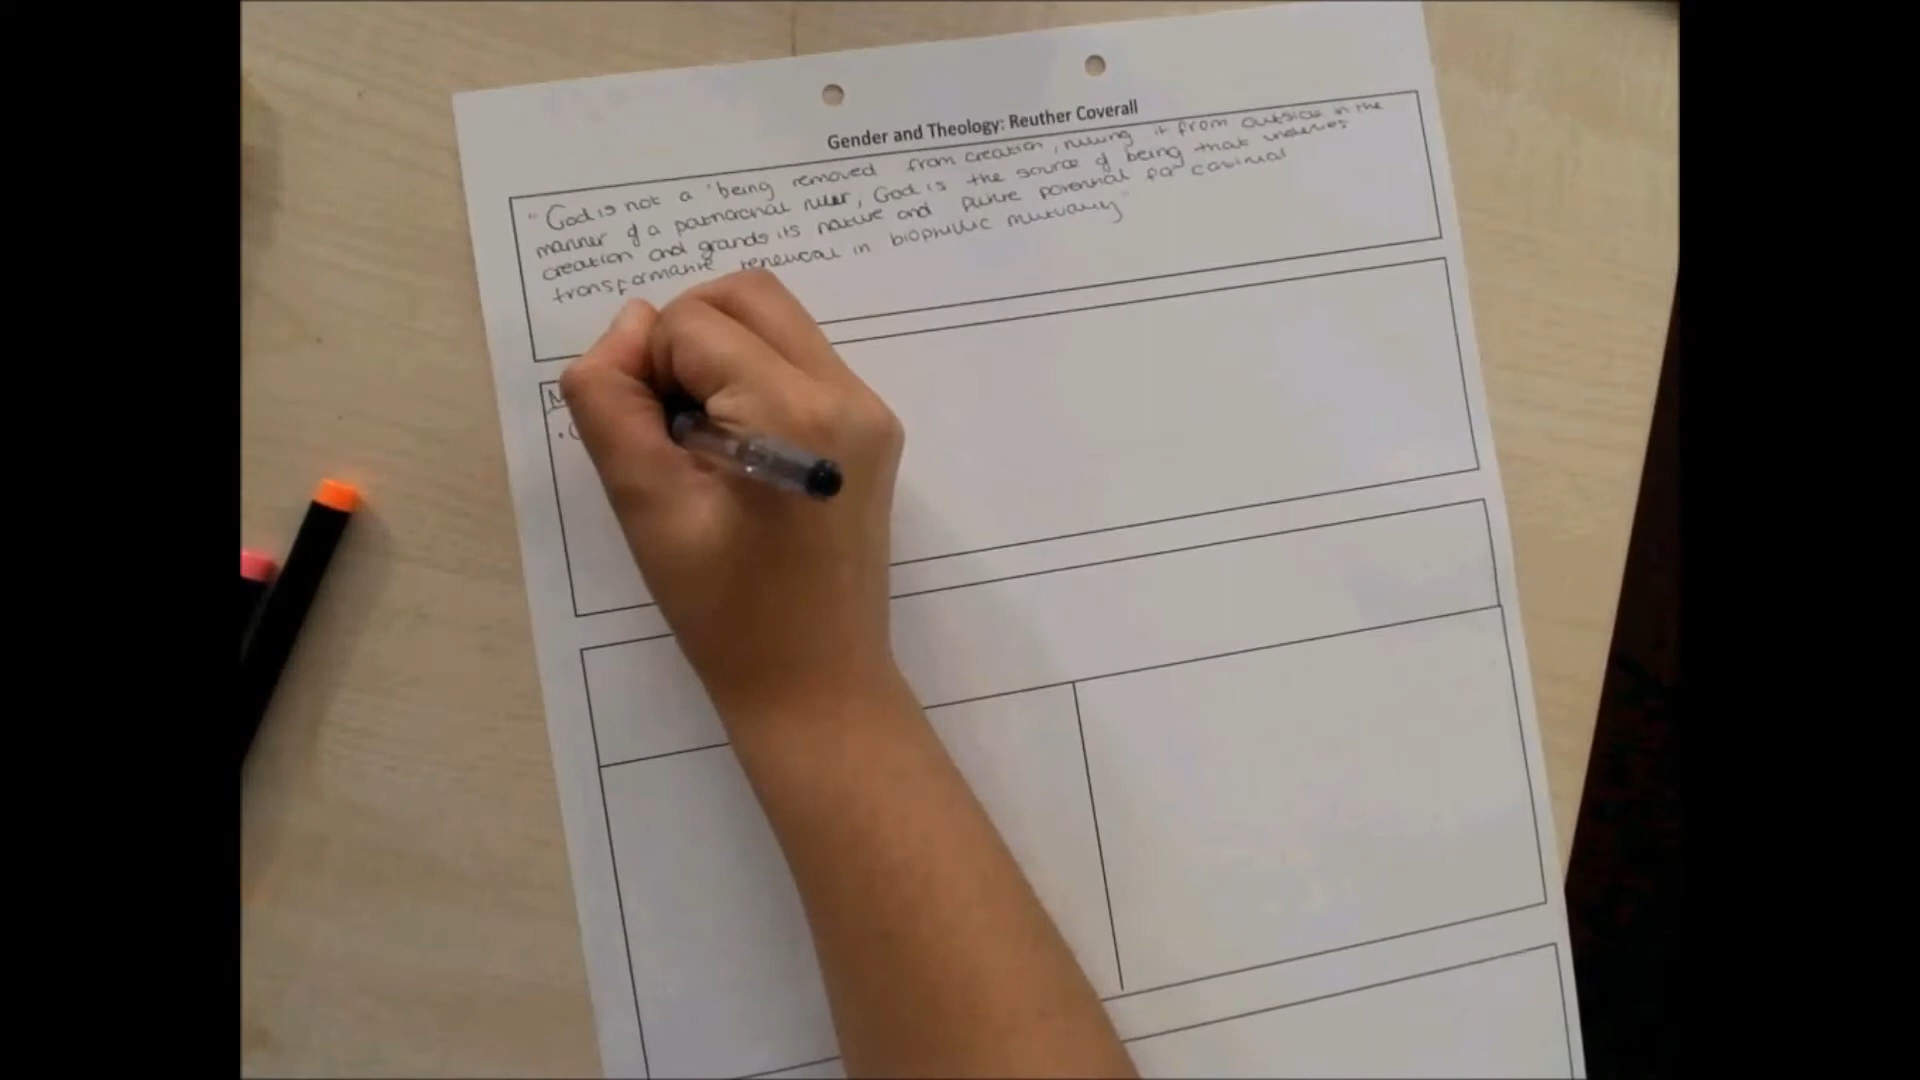 Gender and Theology: Reuther Coverall
"God is not a 'being removed from creation, ruling it from outside in the
manner of a patriarchal ruler, God is the source of being that underlies
creation and grands its nature and future potential for continual
transformative renewal in biophilic mutuality"